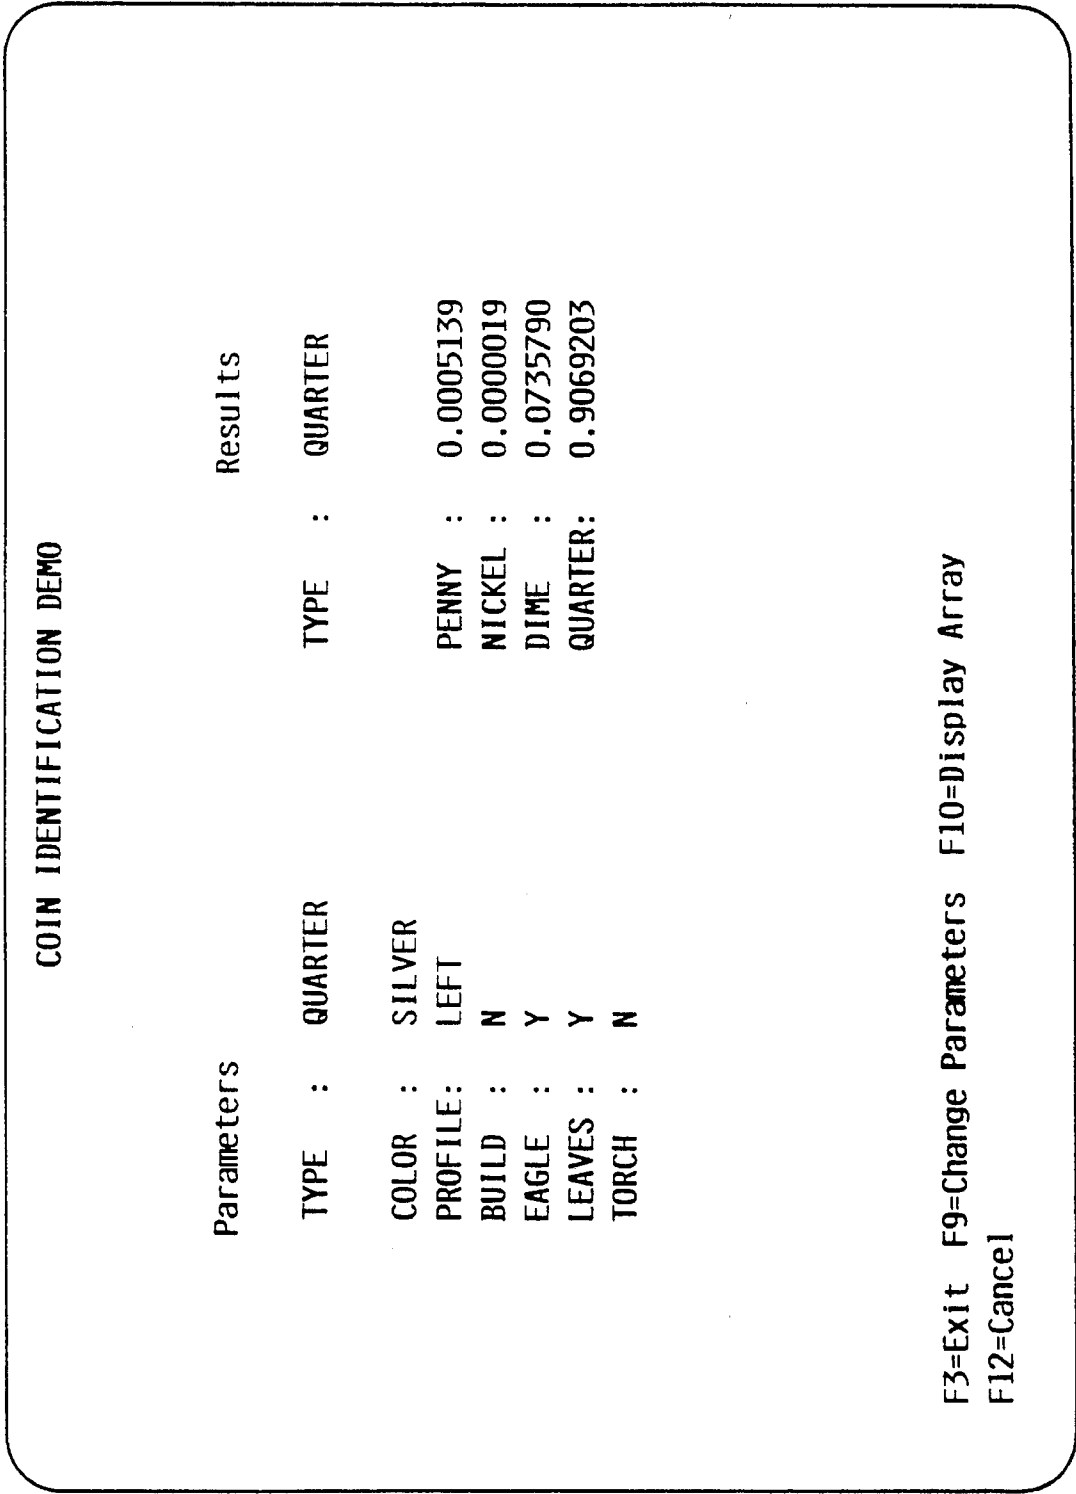 COIN IDENTIFICATION DEMO
Parameters Results
TYPE : QUARTER TYPE : QUARTER
COLOR : SILVER
PROFILE: LEFT PENNY : 0.0005139
BUILD : N NICKEL : 0.0000019
EAGLE : Y DIME : 0.0735790
LEAVES : Y QUARTER: 0.9069203
TORCH : N
F3=Exit F9=Change Parameters F10=Display Array
F12=Cancel